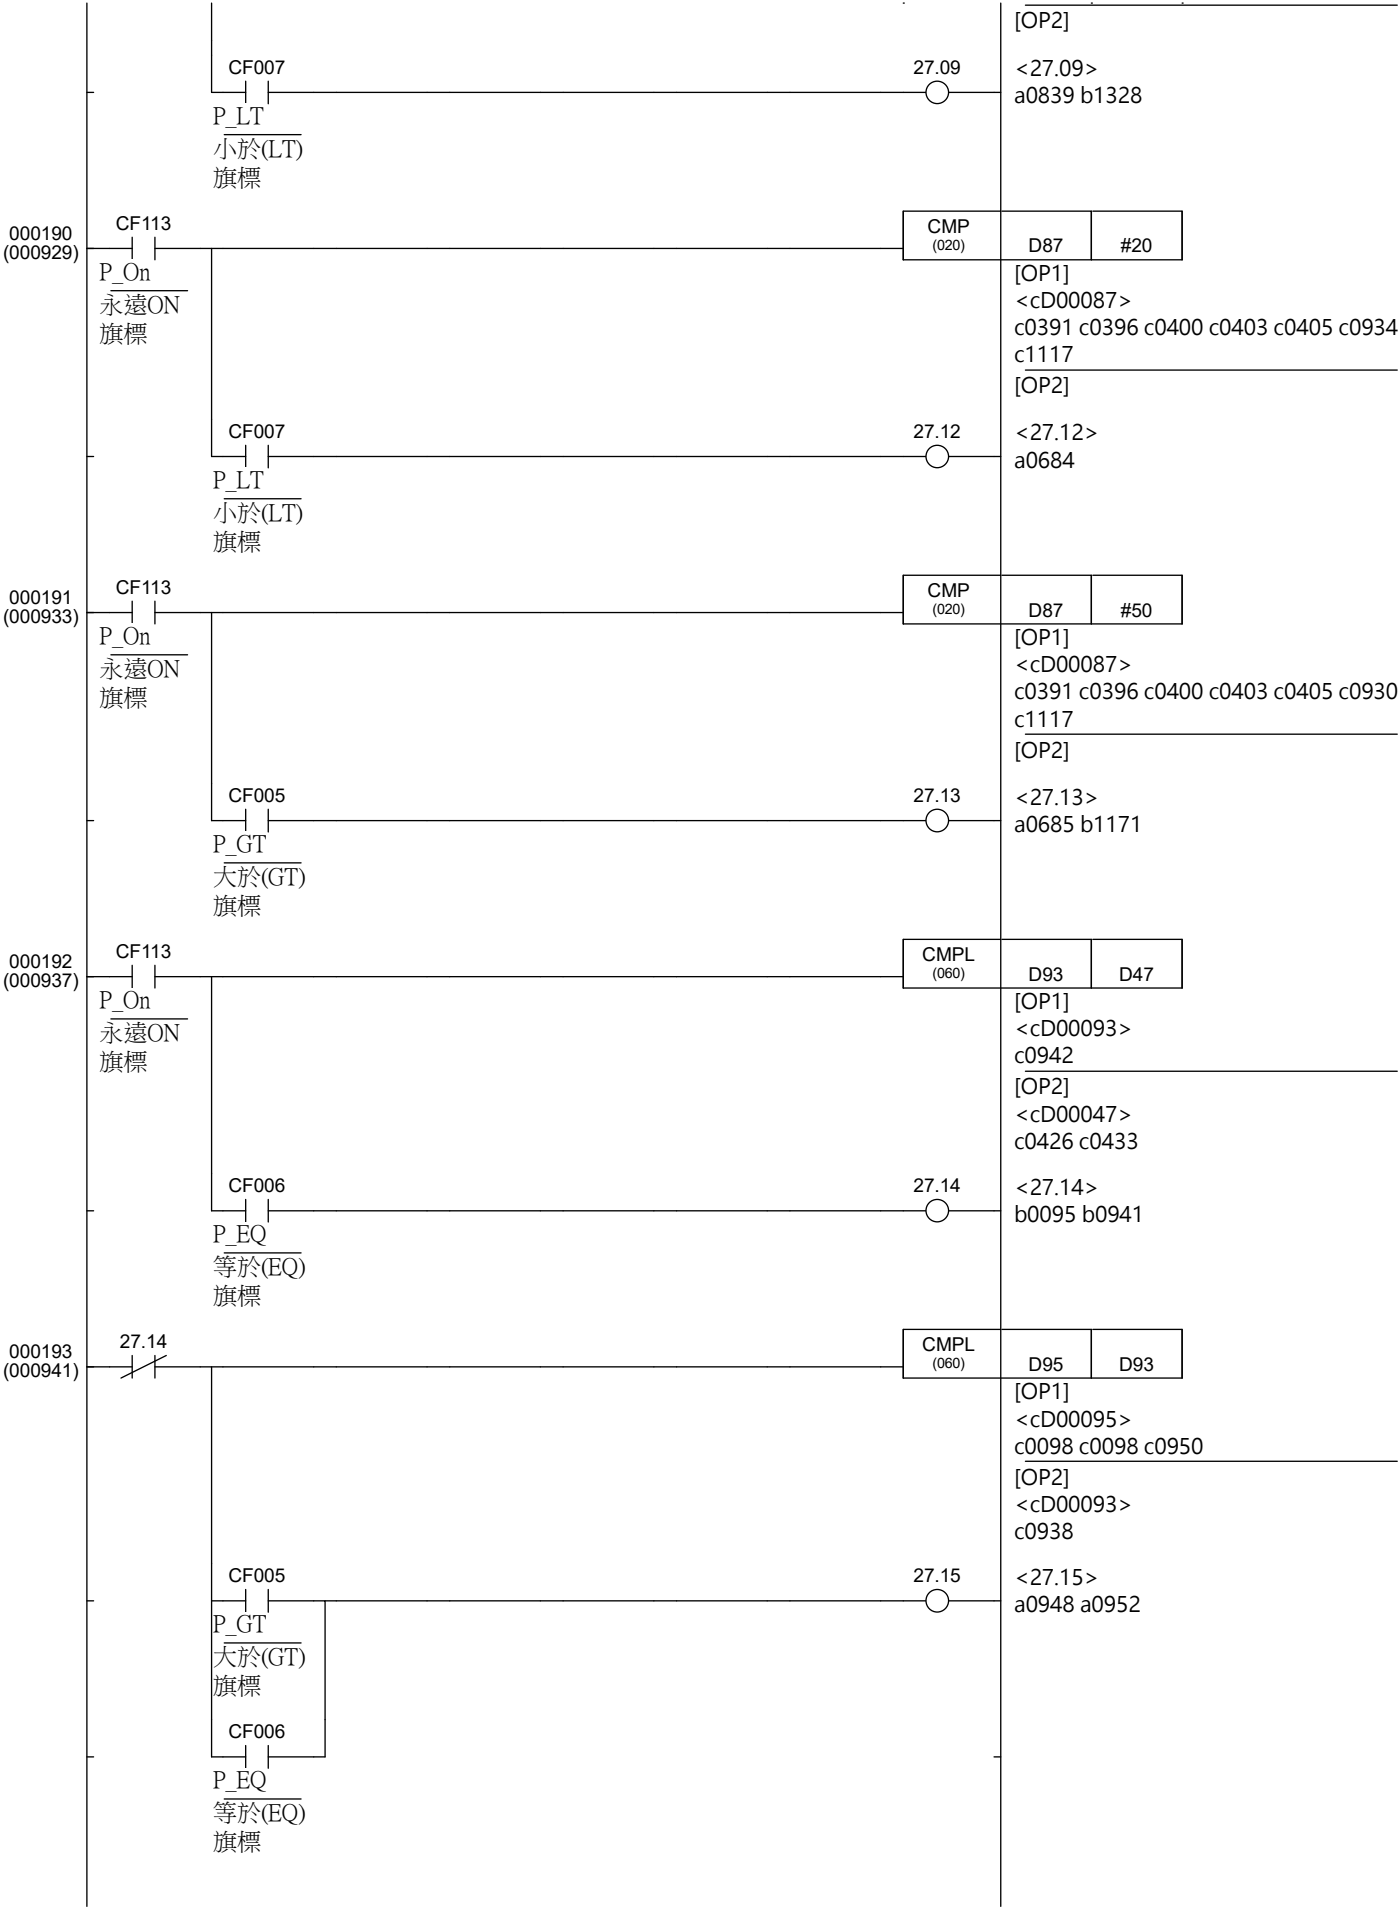 [OP2]
CF007
27.09
<27.09>
a0839 b1328
P_LT
小於(LT)
旗標
000190
(000929)
CF113
CMP
(020)
D87
#20
P_On
永遠ON
旗標
[OP1]
<cD00087>
c0391 c0396 c0400 c0403 c0405 c0934
c1117
[OP2]
CF007
27.12
<27.12>
a0684
P_LT
小於(LT)
旗標
000191
(000933)
CF113
CMP
(020)
D87
#50
P_On
永遠ON
旗標
[OP1]
<cD00087>
c0391 c0396 c0400 c0403 c0405 c0930
c1117
[OP2]
CF005
27.13
<27.13>
a0685 b1171
P_GT
大於(GT)
旗標
000192
(000937)
CF113
CMPL
(060)
D93
D47
P_On
永遠ON
旗標
[OP1]
<cD00093>
c0942
[OP2]
<cD00047>
c0426 c0433
CF006
27.14
<27.14>
b0095 b0941
P_EQ
等於(EQ)
旗標
000193
(000941)
27.14
CMPL
(060)
D95
D93
[OP1]
<cD00095>
c0098 c0098 c0950
[OP2]
<cD00093>
c0938
CF005
27.15
<27.15>
a0948 a0952
P_GT
大於(GT)
旗標
CF006
P_EQ
等於(EQ)
旗標